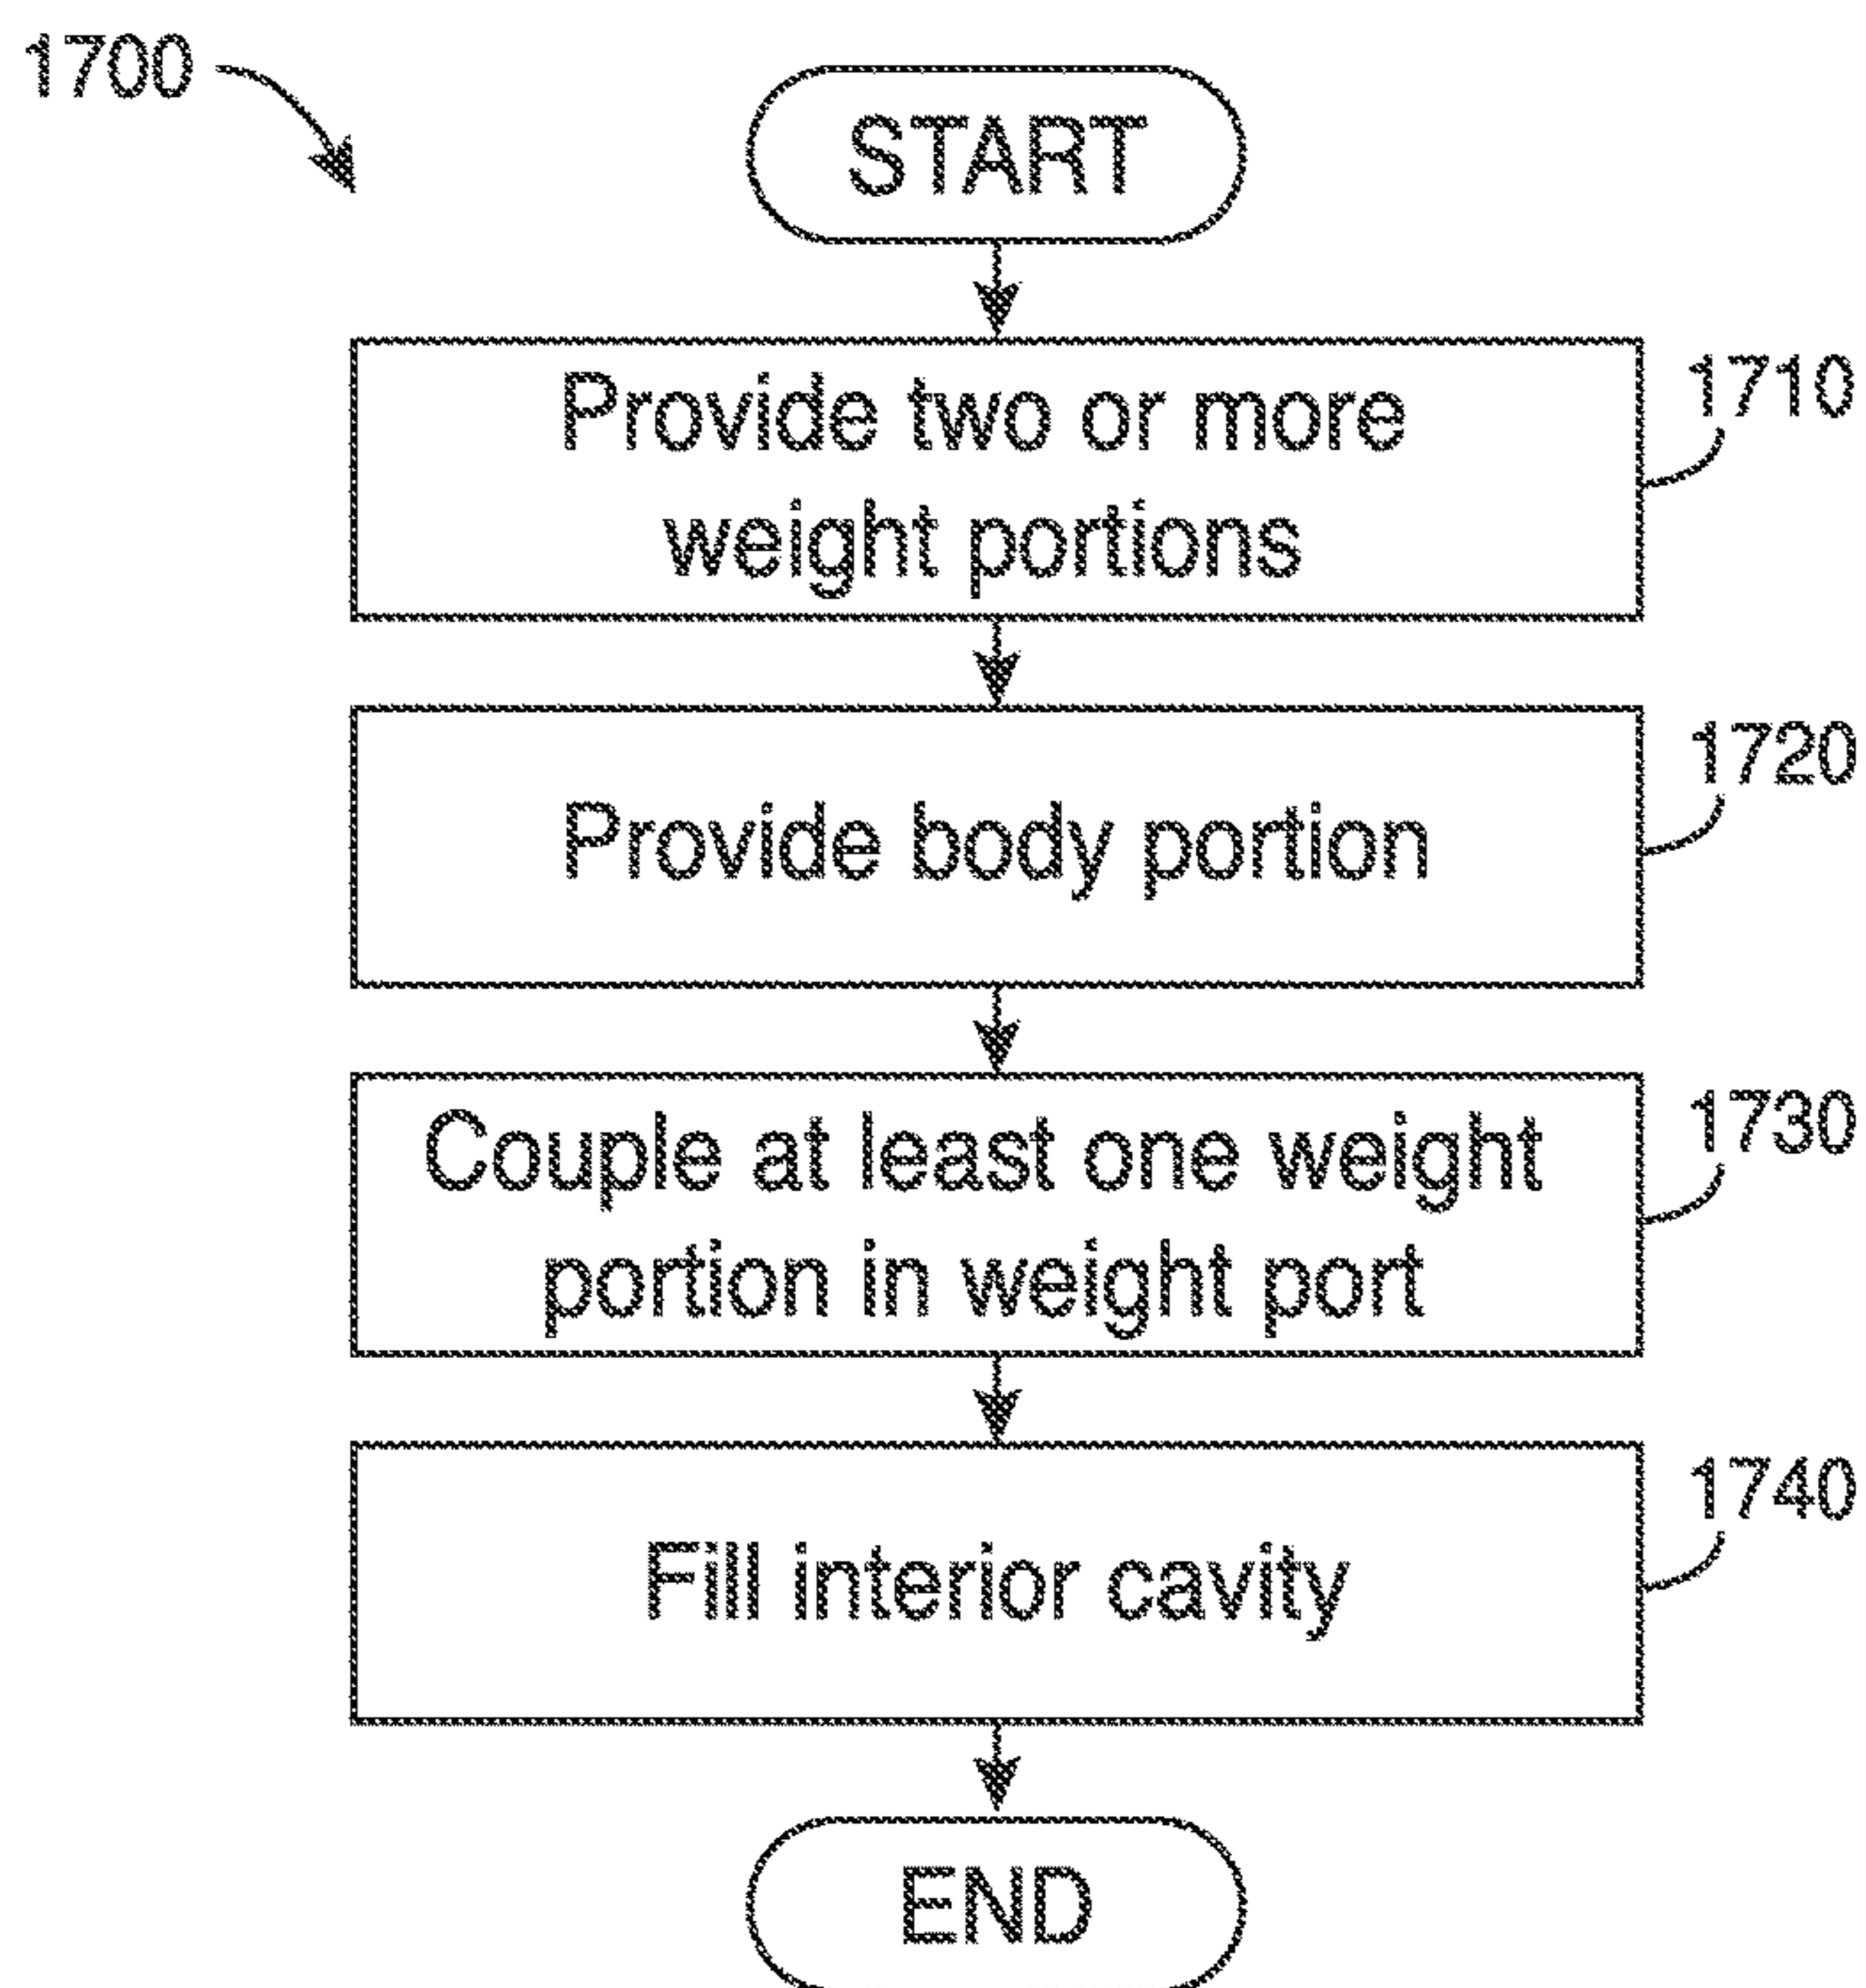 1700
START
Provide two or more
weight portions
1710
Provide body portion
1720
Couple at least one weight
portion in weight port
1730
Fill interior cavity
1740
END